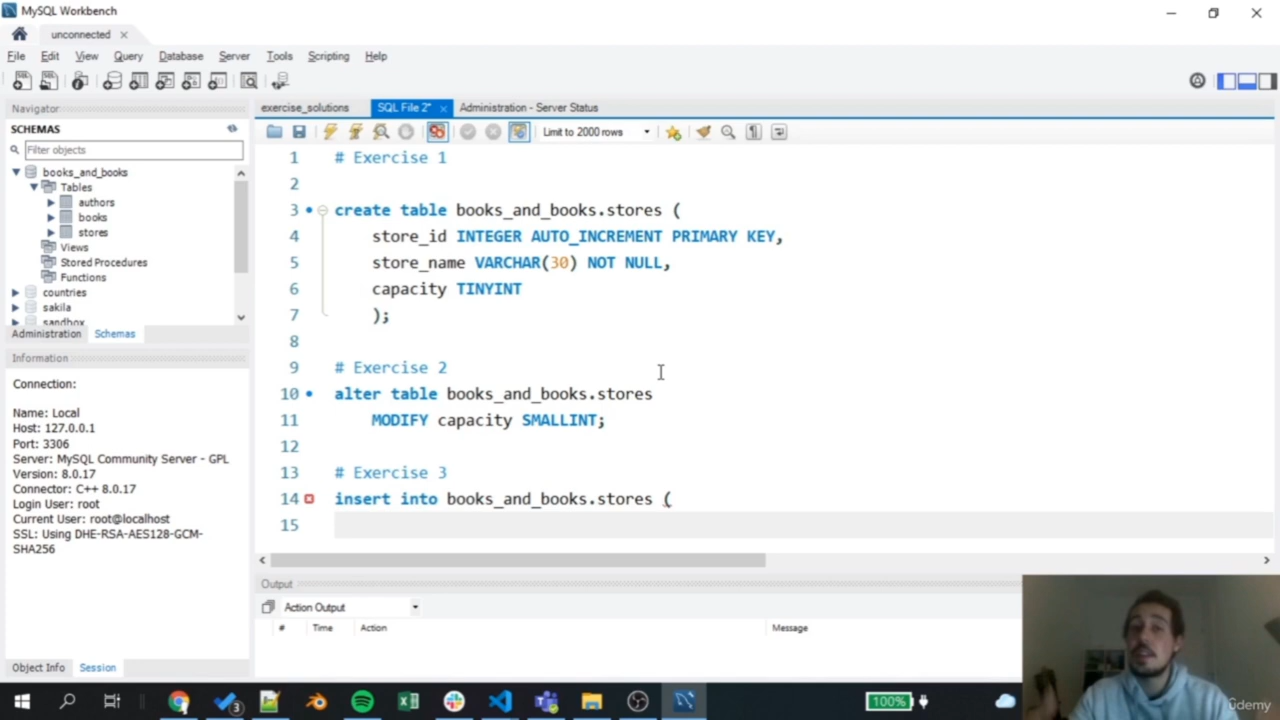 MySQL Workbench
unconnected
File Edit View Query Database Server Tools Scripting Help
Navigator
SCHEMAS
Filter objects
books_and_books
Tables
authors
books
stores
Views
Stored Procedures
Functions
countries
sakila
sandbox
Administration Schemas
Information
Connection:
Name: Local
Host: 127.0.0.1
Port: 3306
Server: MySQL Community Server - GPL
Version: 8.0.17
Connector: C++ 8.0.17
Login User: root
Current User: root@localhost
SSL: Using DHE-RSA-AES128-GCM-
SHA256
Object Info Session
exercise_solutions SQL File 2* Administration - Server Status
Limit to 2000 rows
1 # Exercise 1
2
3 create table books_and_books.stores (
4 store_id INTEGER AUTO_INCREMENT PRIMARY KEY,
5 store_name VARCHAR(30) NOT NULL,
6 capacity TINYINT
7 );
8
9 # Exercise 2
10 alter table books_and_books.stores
11 MODIFY capacity SMALLINT;
12
13 # Exercise 3
14 insert into books_and_books.stores (
15
Output
Action Output
# Time Action Message
3
100%
ûdemy